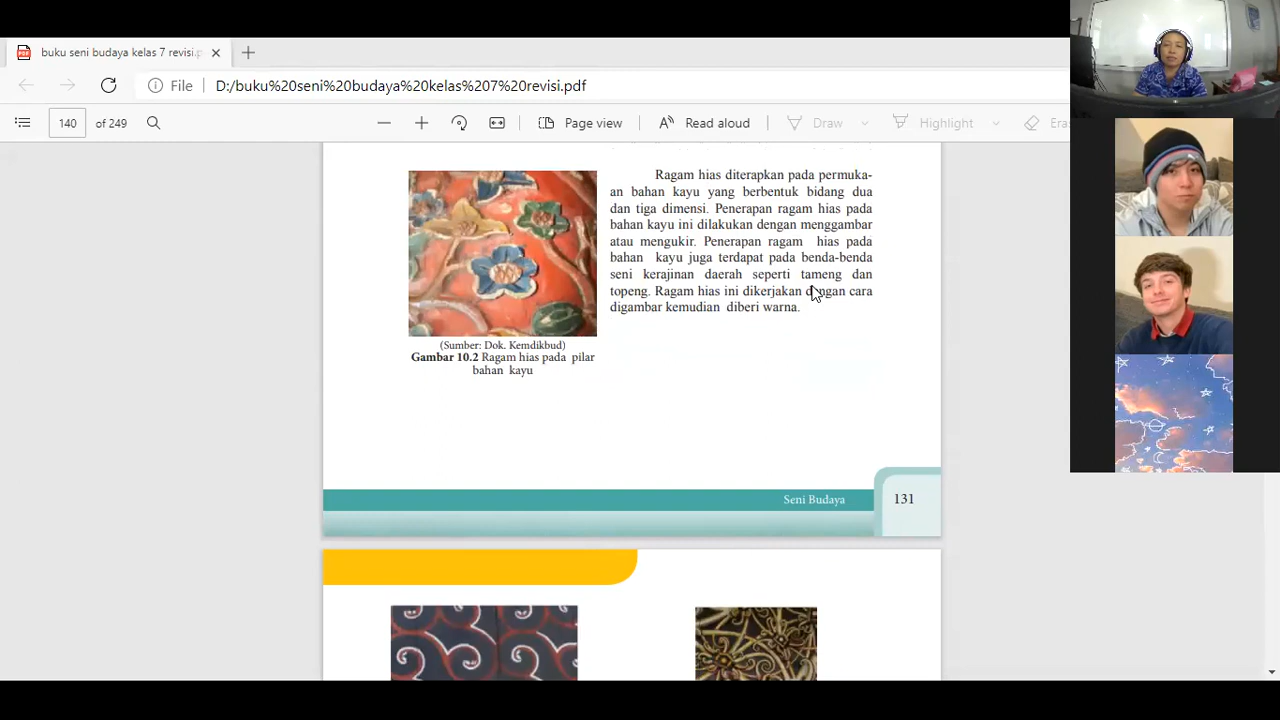 buku seni budaya kelas 7 revisi.p
File
D:/buku%20seni%20budaya%20kelas%207%20revisi.pdf
140 of 249
Page view
Read aloud
Draw
Highlight
Ragam hias diterapkan pada permuka-
an bahan kayu yang berbentuk bidang dua
dan tiga dimensi. Penerapan ragam hias pada
bahan kayu ini dilakukan dengan menggambar
atau mengukir. Penerapan ragam hias pada
bahan kayu juga terdapat pada benda-benda
seni kerajinan daerah seperti tameng dan
topeng. Ragam hias ini dikerjakan dengan cara
digambar kemudian diberi warna.
(Sumber: Dok. Kemdikbud)
Gambar 10.2 Ragam hias pada pilar
bahan kayu
Seni Budaya
131